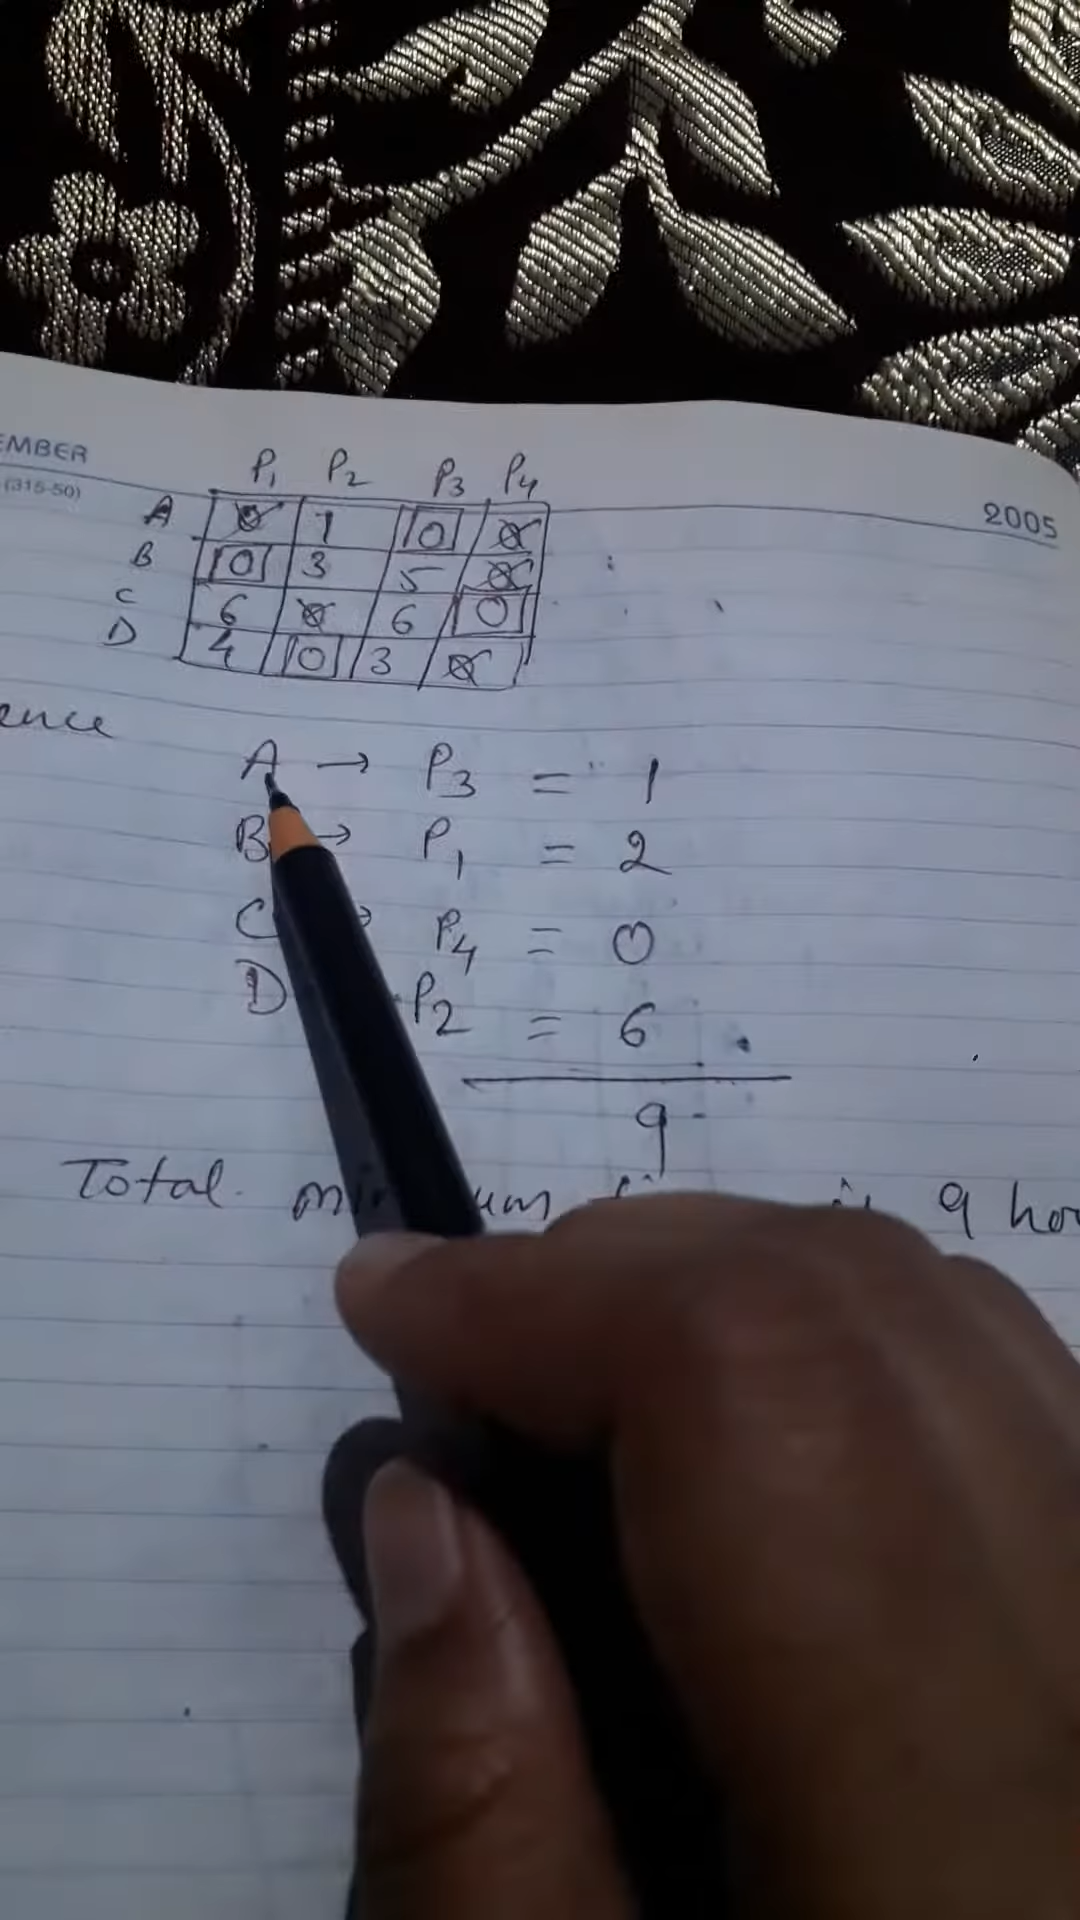 EMBER
(315-50)
2005
P1 P2 P3 P4
A 0 1 0 0
B 0 3 5 0
C 6 0 6 0
D 4 0 3 0
ence
A → P3 = 1
B → P1 = 2
C → P4 = 0
D P2 = 6
9
Total is 9